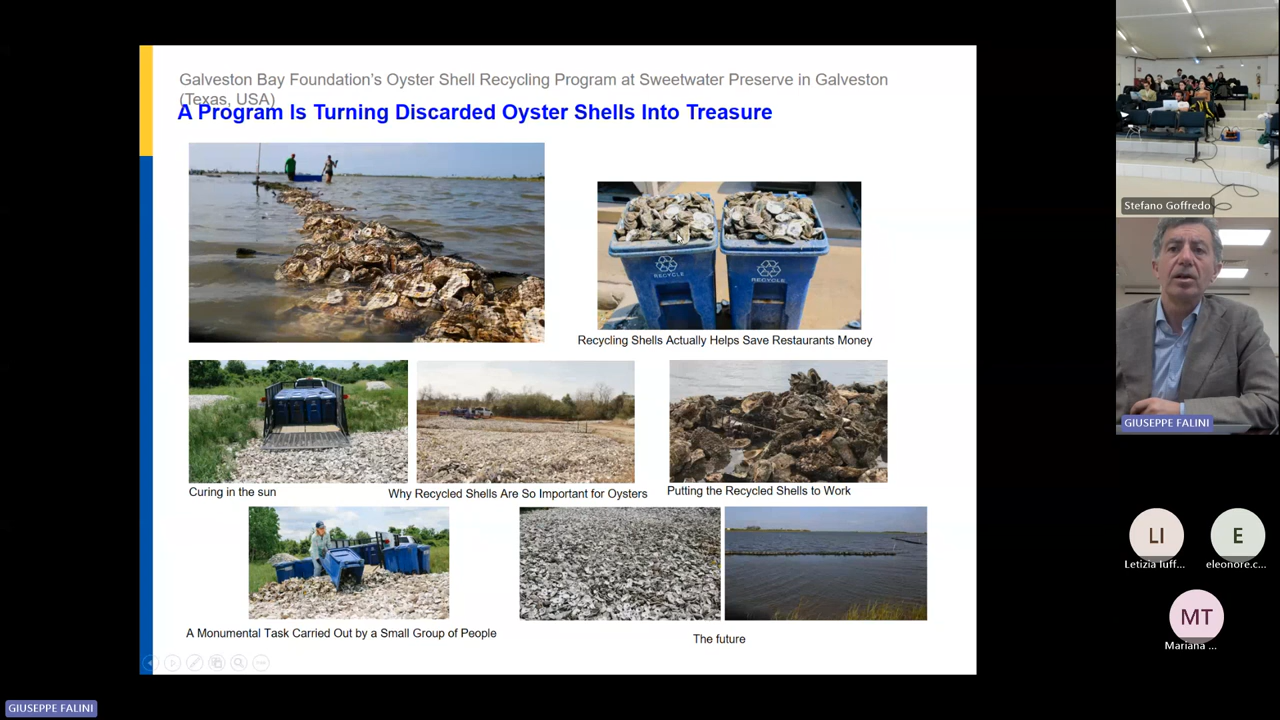 Galveston Bay Foundation's Oyster Shell Recycling Program at Sweetwater Preserve in Galveston
(Texas, USA)
A Program Is Turning Discarded Oyster Shells Into Treasure
RECYCLE
RECYCLE
Recycling Shells Actually Helps Save Restaurants Money
Curing in the sun
Why Recycled Shells Are So Important for Oysters
Putting the Recycled Shells to Work
A Monumental Task Carried Out by a Small Group of People
The future
Stefano Goffredo
GIUSEPPE FALINI
LI
E
Letizia Iuff...
eleonore.c...
MT
Mariana ...
GIUSEPPE FALINI